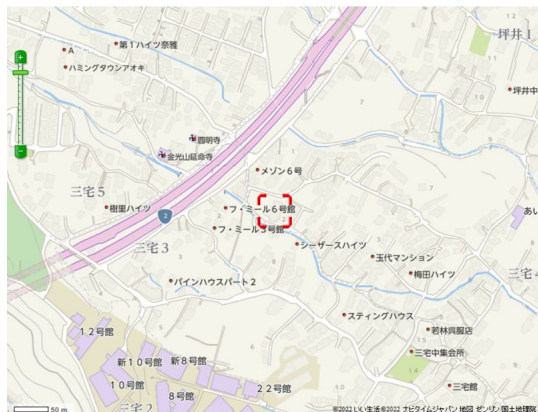 12
坪井1
A
第1ハイツ奈雅
ハミングタウンアオキ
坪井中
圓明寺
金光山延命寺
メゾン6号
三宅5
樹里ハイツ
フ・ミール6号館
2
フ・ミール5号館
三宅3
シーザースハイツ
玉代マンション
三宅4
梅田ハイツ
パインハウスパート2
スティングハウス
12号館
若林呉服店
三宅中集会所
新10号館
新8号館
14
10号館
8号館
22号館
三宅館
三宅2
50 m
©2022 いい生活©2022 ナビタイムジャパン 地図 ゼンリン 国土地理院